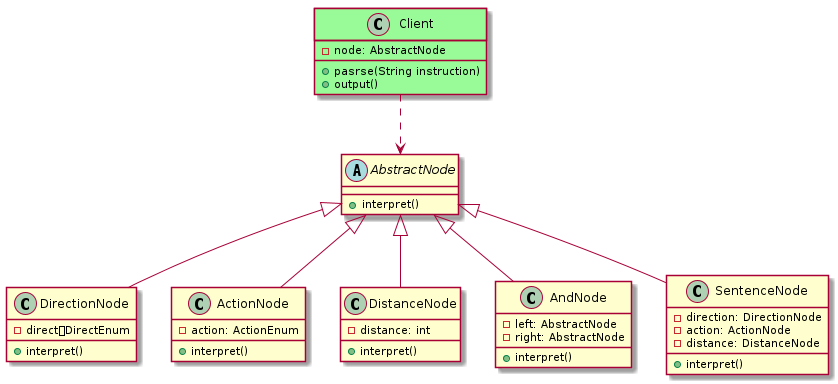 C Client
node: AbstractNode
pasrse(String instruction)
output()
A AbstractNode
interpret()
C DirectionNode
direct▯DirectEnum
interpret()
C ActionNode
action: ActionEnum
interpret()
C DistanceNode
distance: int
interpret()
C AndNode
left: AbstractNode
right: AbstractNode
interpret()
C SentenceNode
direction: DirectionNode
action: ActionNode
distance: DistanceNode
interpret()